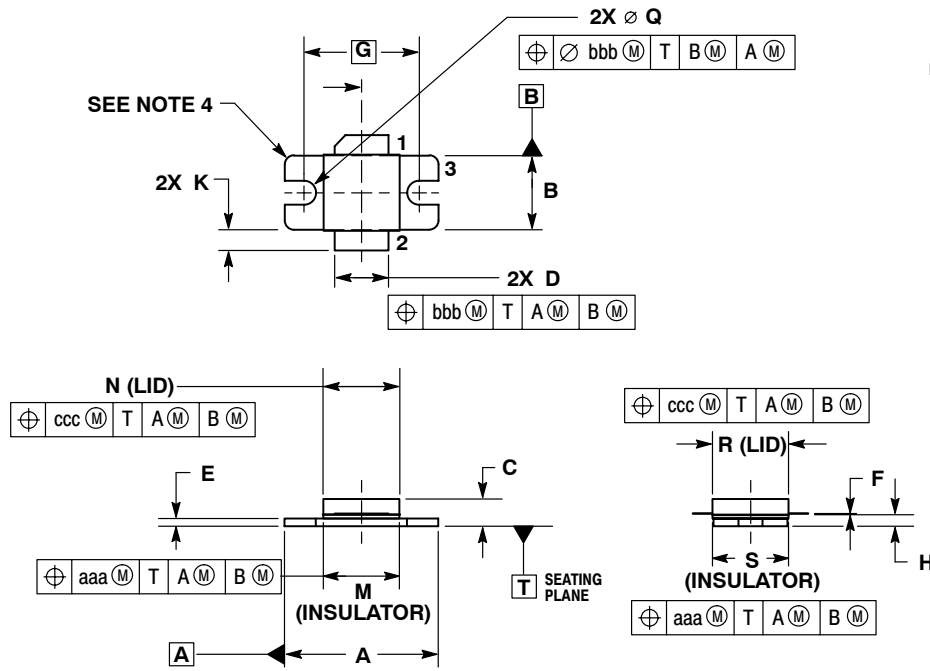 2X ⌀ Q
⌖ ⌀ bbb Ⓜ T B Ⓜ A Ⓜ
G
B
SEE NOTE 4
1
3
2X K
B
2
2X D
⌖ bbb Ⓜ T A Ⓜ B Ⓜ
N (LID)
⌖ ccc Ⓜ T A Ⓜ B Ⓜ
⌖ ccc Ⓜ T A Ⓜ B Ⓜ
R (LID)
E
C
F
H
⌖ aaa Ⓜ T A Ⓜ B Ⓜ
M
(INSULATOR)
T SEATING
PLANE
S
(INSULATOR)
⌖ aaa Ⓜ T A Ⓜ B Ⓜ
A
A